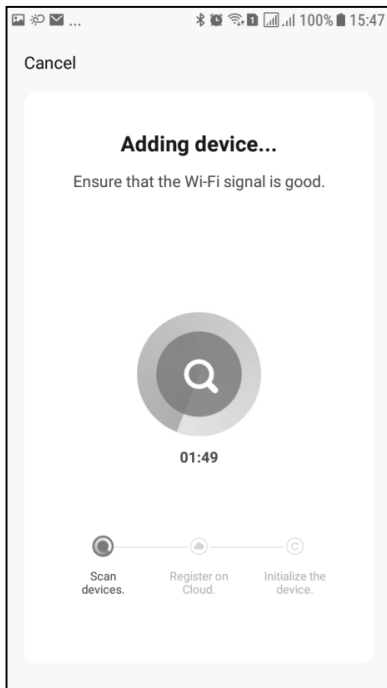 ... 100% 15:47
Cancel
Adding device...
Ensure that the Wi-Fi signal is good.
01:49
Scan devices.
Register on Cloud.
Initialize the device.